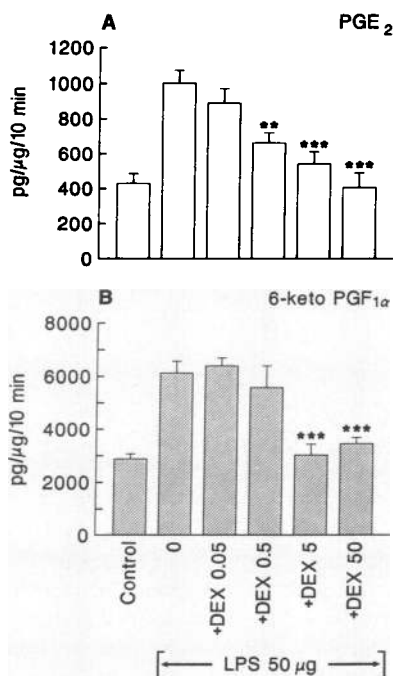 A
PGE 2
pg/µg/10 min
1200
1000
800
600
400
200
0
**
***
***
B
6-keto PGF1α
pg/µg/10 min
8000
6000
4000
2000
0
***
***
Control
0
+DEX 0.05
+DEX 0.5
+DEX 5
+DEX 50
LPS 50 µg